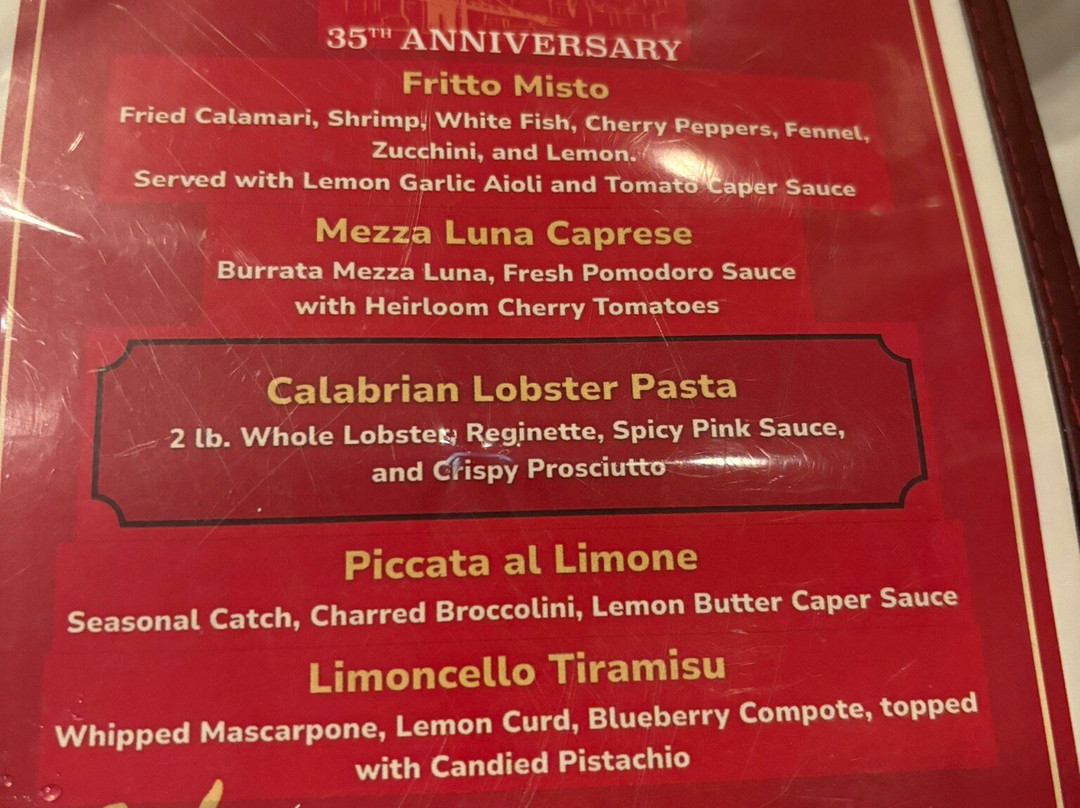 35TH ANNIVERSARY
Fritto Misto
Fried Calamari, Shrimp, White Fish, Cherry Peppers, Fennel,
Zucchini, and Lemon.
Served with Lemon Garlic Aioli and Tomato Caper Sauce
Mezza Luna Caprese
Burrata Mezza Luna, Fresh Pomodoro Sauce
with Heirloom Cherry Tomatoes
Calabrian Lobster Pasta
2 lb. Whole Lobster, Reginette, Spicy Pink Sauce,
and Crispy Prosciutto
Piccata al Limone
Seasonal Catch, Charred Broccolini, Lemon Butter Caper Sauce
Limoncello Tiramisu
Whipped Mascarpone, Lemon Curd, Blueberry Compote, topped
with Candied Pistachio